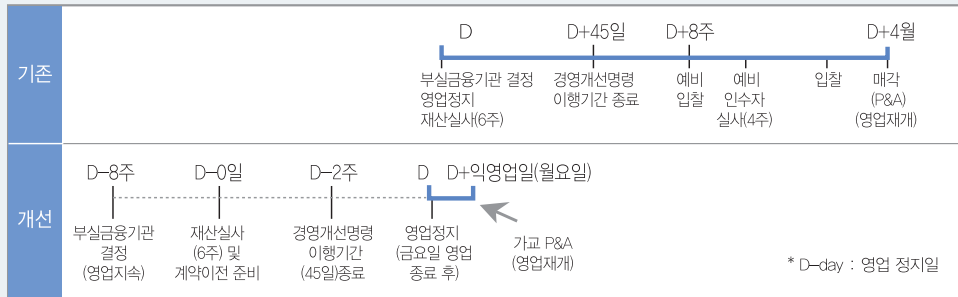 기존
D
D+45일
D+8주
D+4월
부실금융기관 결정
영업정지
재산실사(6주)
경영개선명령
이행기간 종료
예비
입찰
예비
인수자
실사(4주)
입찰
매각
(P&A)
(영업재개)
개선
D-8주
D-0일
D-2주
D
D+익영업일(월요일)
부실금융기관
결정
(영업지속)
재산실사
(6주) 및
계약이전 준비
경영개선명령
이행기간
(45일)종료
영업정지
(금요일 영업
종료 후)
가교 P&A
(영업재개)
* D-day : 영업 정지일